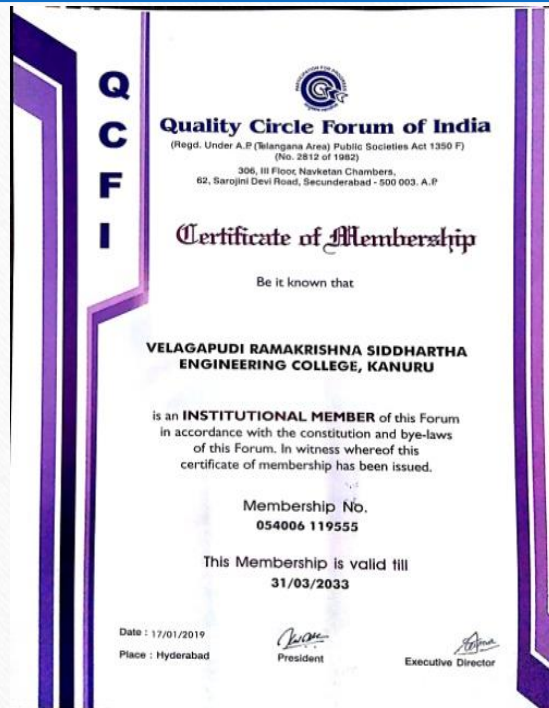 Q
C
F
I
PARTICIPATION FOR PROGRESS
Quality Circle Forum of India
(Regd. Under A.P (Telangana Area) Public Societies Act 1350 F)
(No. 2812 of 1982)
306, III Floor, Navketan Chambers,
62, Sarojini Devi Road, Secunderabad - 500 003. A.P
Certificate of Membership
Be it known that
VELAGAPUDI RAMAKRISHNA SIDDHARTHA
ENGINEERING COLLEGE, KANURU
is an INSTITUTIONAL MEMBER of this Forum
in accordance with the constitution and bye-laws
of this Forum. In witness whereof this
certificate of membership has been issued.
Membership No.
054006 119555
This Membership is valid till
31/03/2033
Date : 17/01/2019
Place : Hyderabad
President
Executive Director